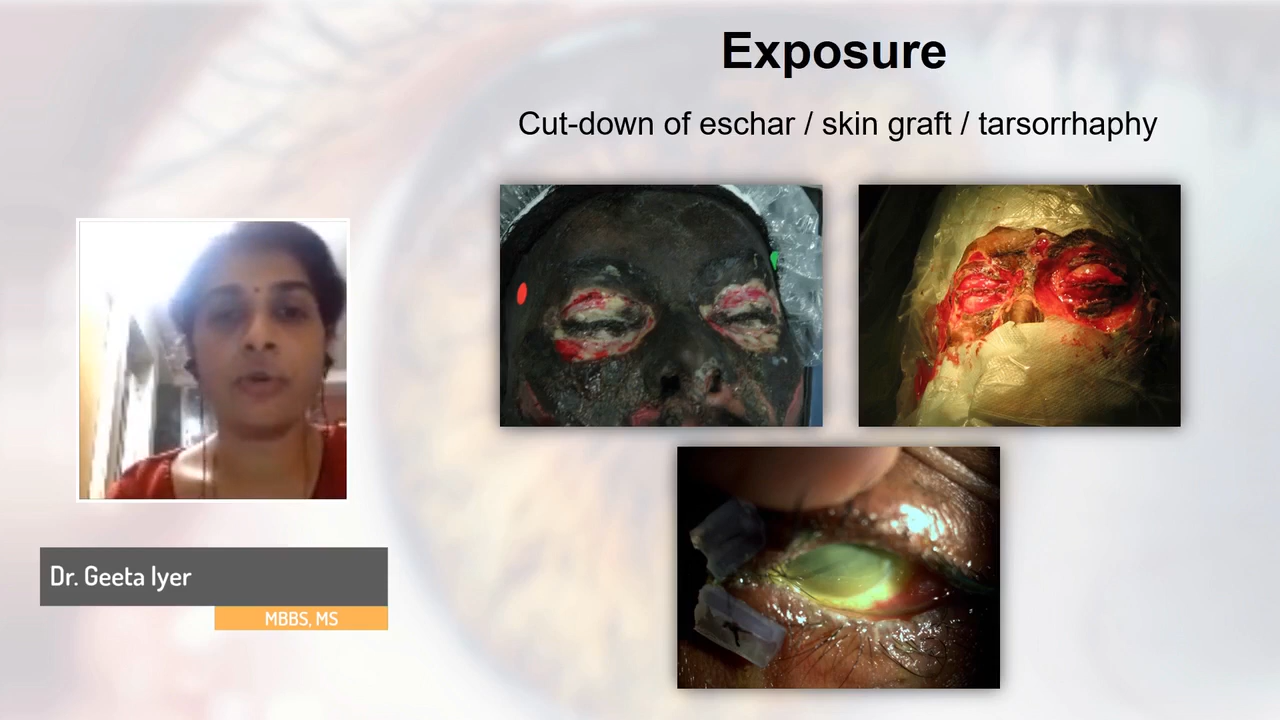 Exposure
Cut-down of eschar / skin graft / tarsorrhaphy
Dr. Geeta Iyer
MBBS, MS